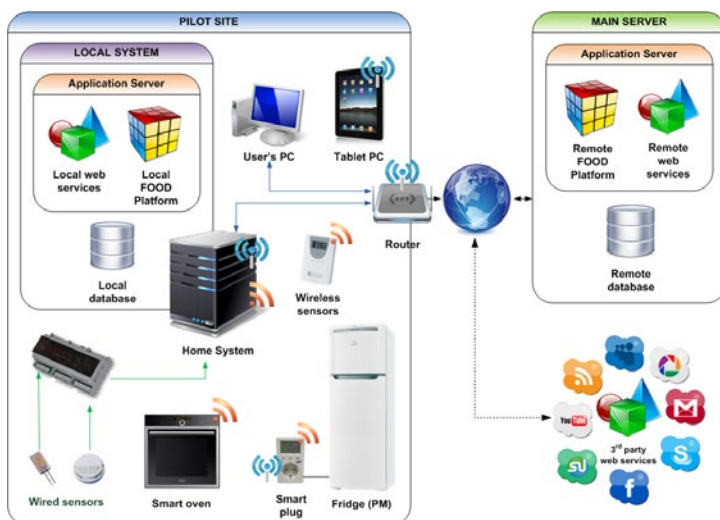 PILOT SITE
LOCAL SYSTEM
Application Server
Local web
services
Local
FOOD
Platform
Local
database
User's PC
Tablet PC
Router
Wireless
sensors
Home System
Wired sensors
Smart oven
Smart
plug
Fridge (PM)
MAIN SERVER
Application Server
Remote
FOOD
Platform
Remote
web
services
Remote
database
You Tube
3rd party
web services